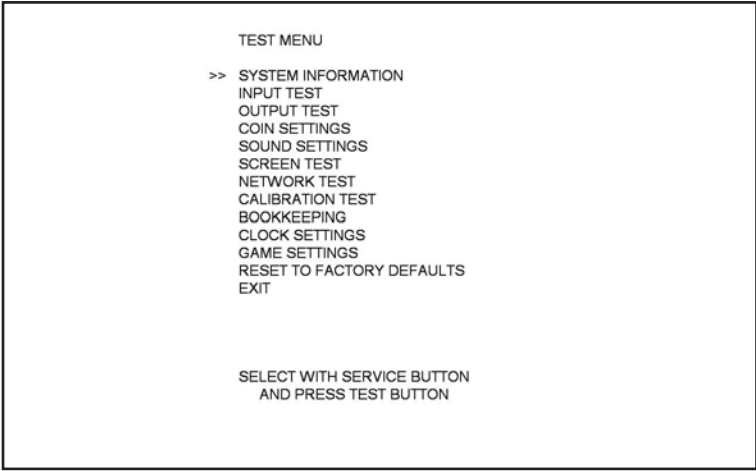 TEST MENU
>> SYSTEM INFORMATION
INPUT TEST
OUTPUT TEST
COIN SETTINGS
SOUND SETTINGS
SCREEN TEST
NETWORK TEST
CALIBRATION TEST
BOOKKEEPING
CLOCK SETTINGS
GAME SETTINGS
RESET TO FACTORY DEFAULTS
EXIT
SELECT WITH SERVICE BUTTON
AND PRESS TEST BUTTON